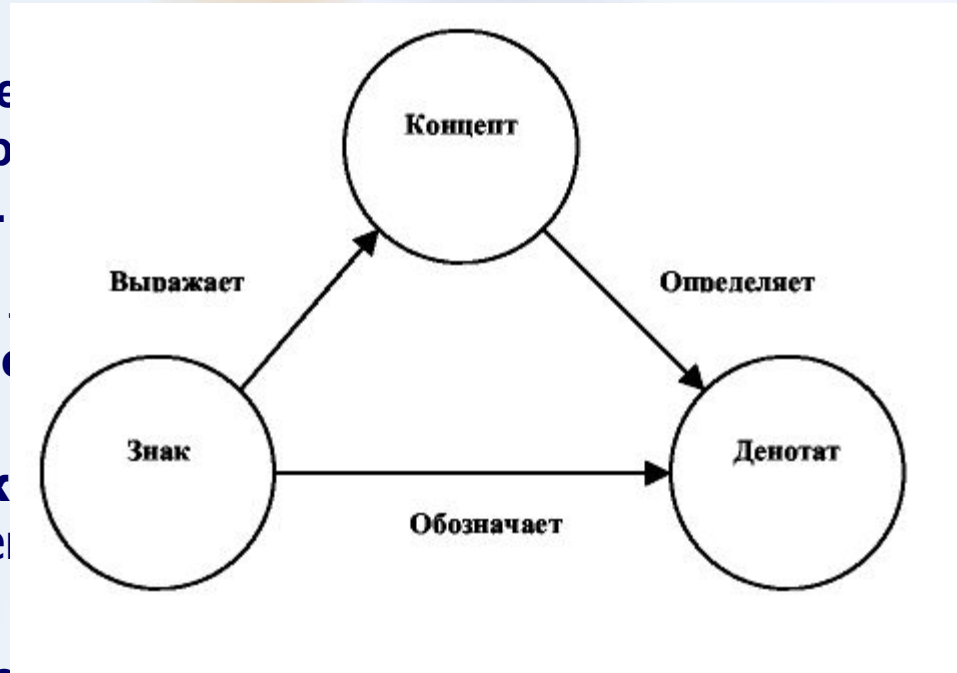 Концепт
Выражает
Определяет
Знак
Денотат
Обозначает